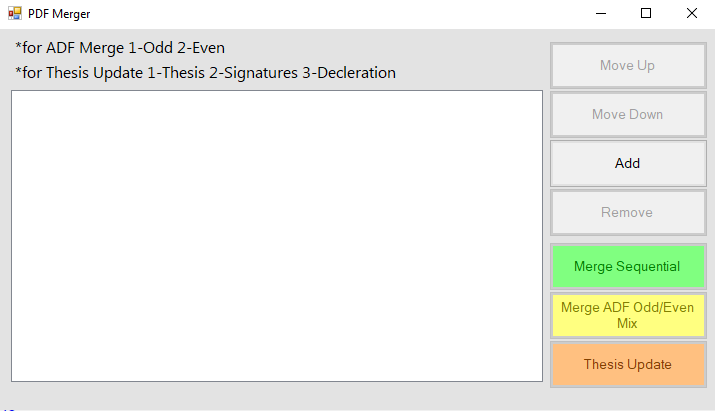 PDF Merger
*for ADF Merge 1-Odd 2-Even
*for Thesis Update 1-Thesis 2-Signatures 3-Decleration
Move Up
Move Down
Add
Remove
Merge Sequential
Merge ADF Odd/Even
Mix
Thesis Update